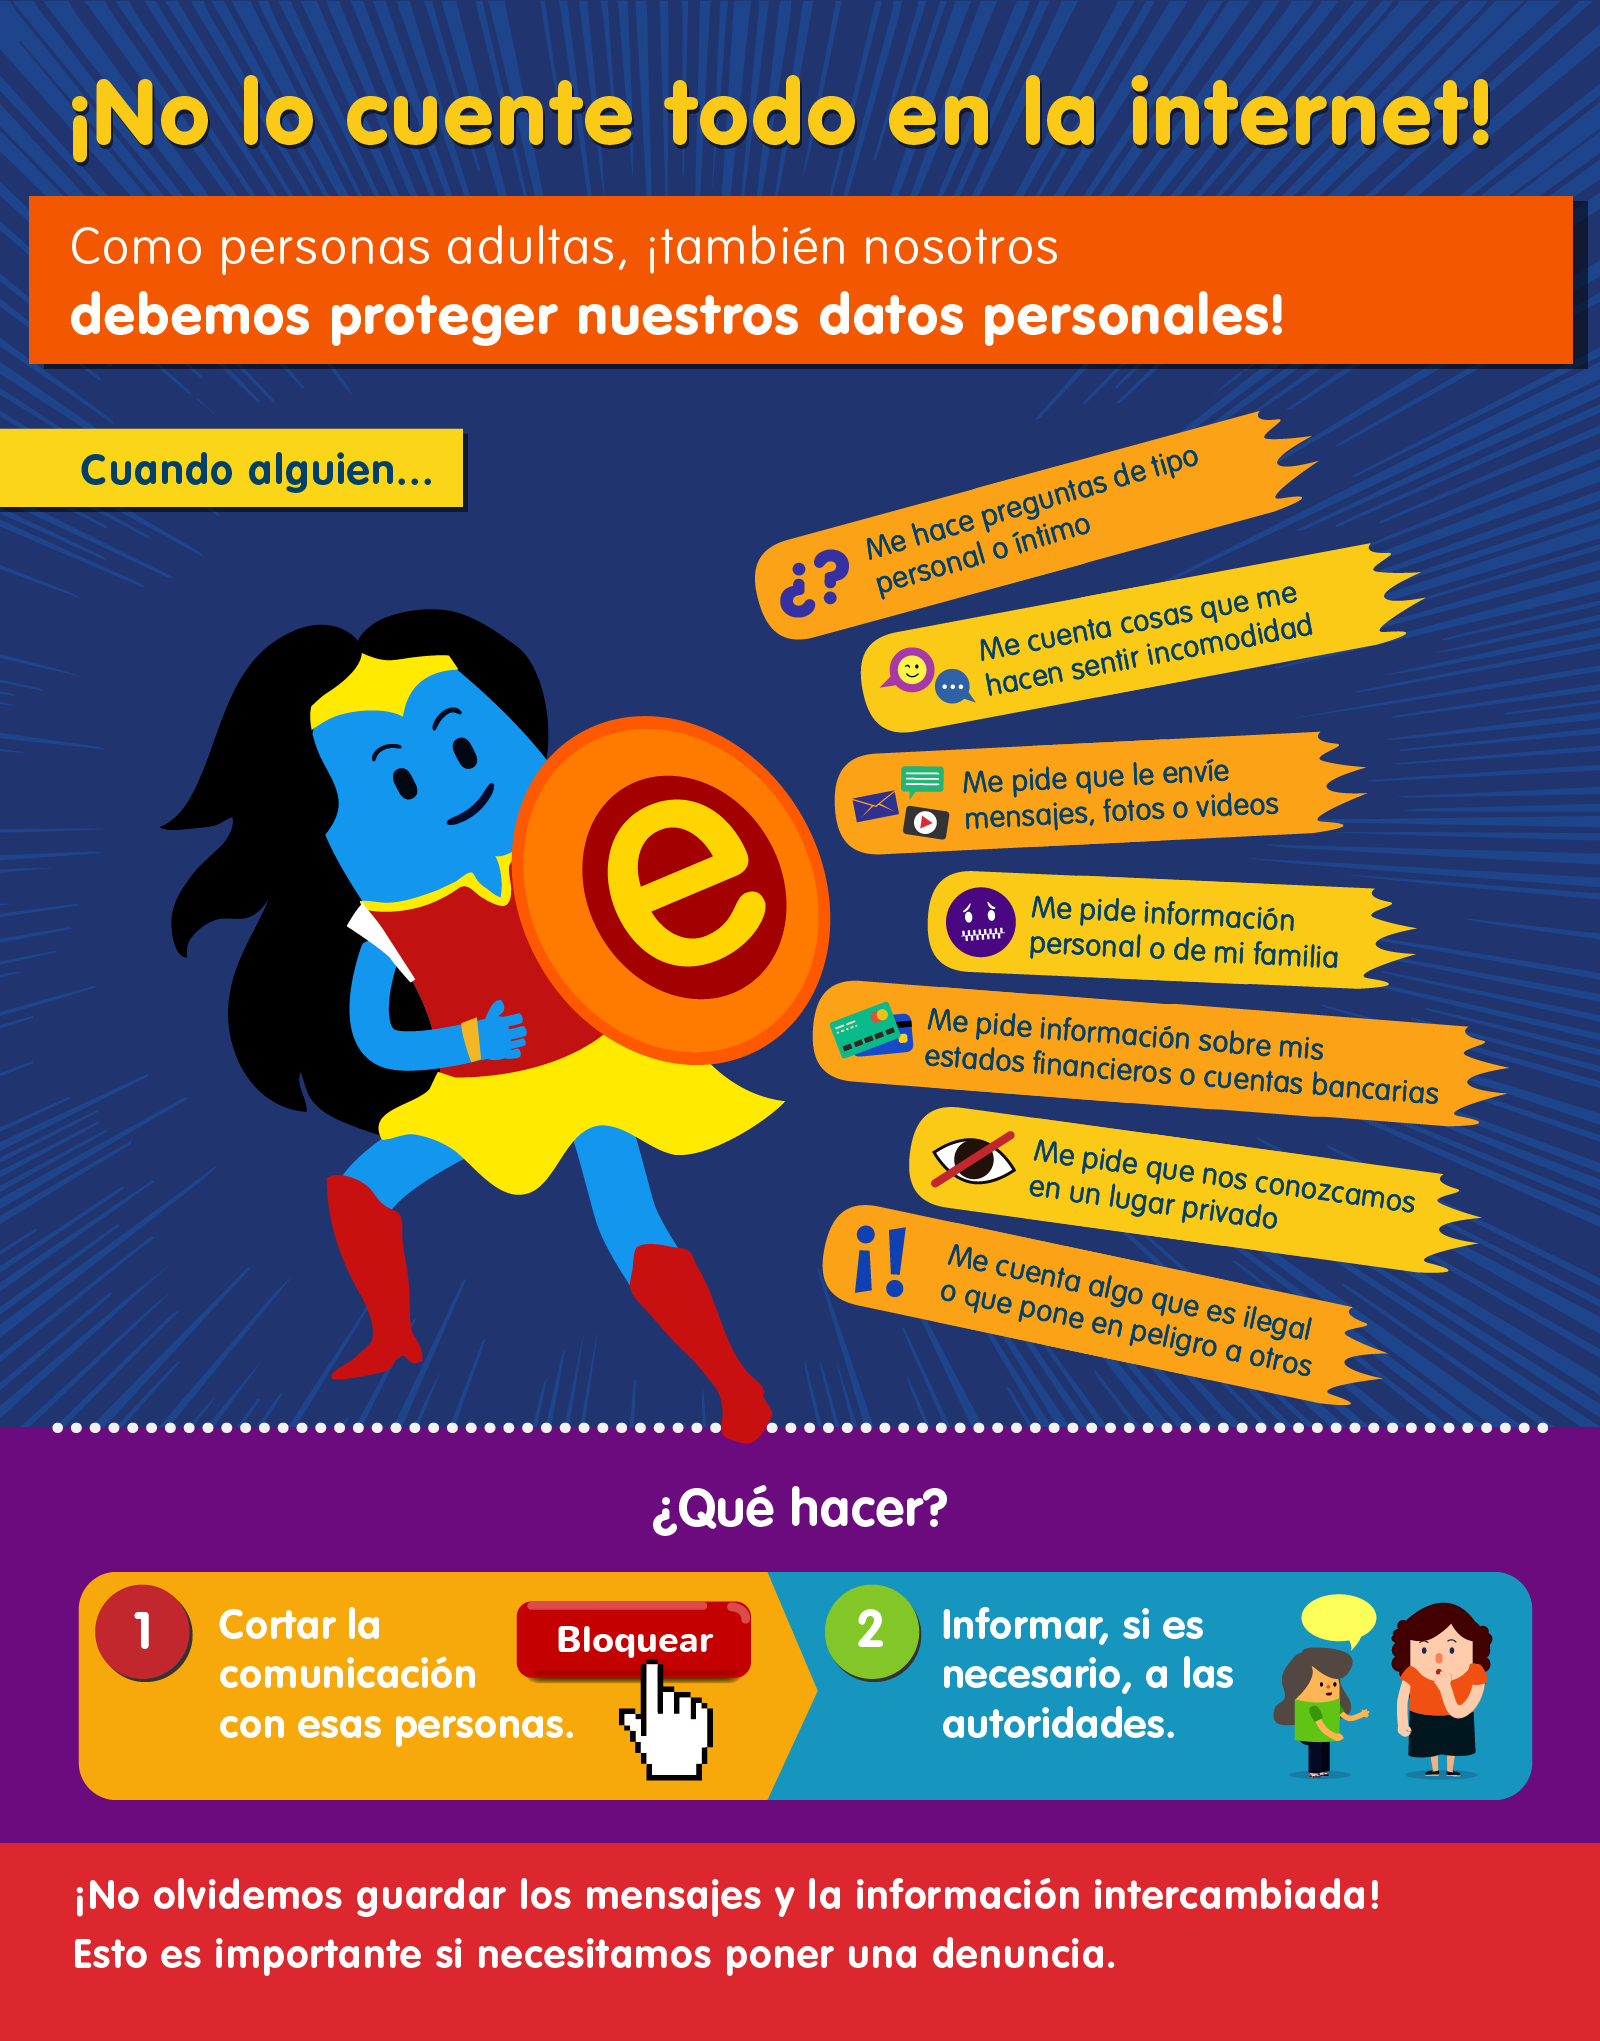 ¡No lo cuente todo en la internet!
Como personas adultas, ¡también nosotros
debemos proteger nuestros datos personales!
Cuando alguien...
¿?
Me hace preguntas de tipo
personal o íntimo
Me cuenta cosas que me
hacen sentir incomodidad
Me pide que le envíe
mensajes, fotos o videos
Me pide información
personal o de mi familia
Me pide información sobre mis
estados financieros o cuentas bancarias
Me pide que nos conozcamos
en un lugar privado
¡!
Me cuenta algo que es ilegal
o que pone en peligro a otros
e
¿Qué hacer?
1
Cortar la
comunicación
con esas personas.
Bloquear
2
Informar, si es
necesario, a las
autoridades.
¡No olvidemos guardar los mensajes y la información intercambiada!
Esto es importante si necesitamos poner una denuncia.